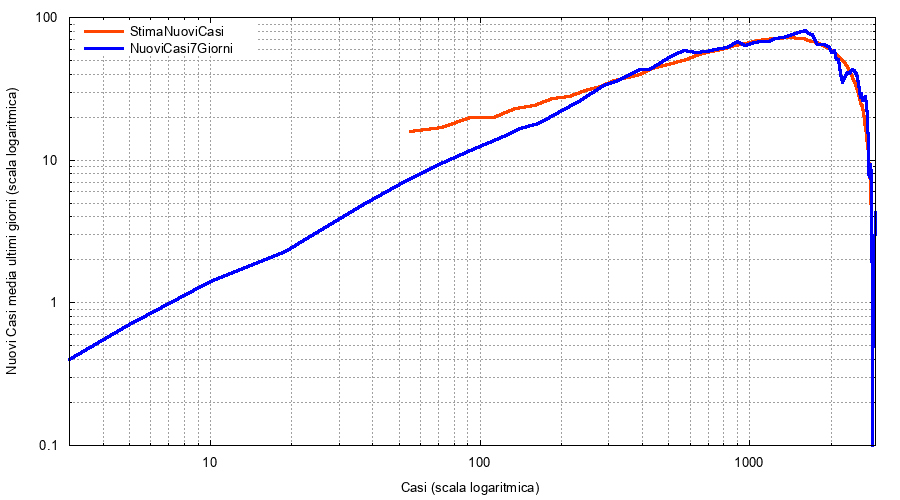 100
StimaNuoviCasi
NuoviCasi7Giorni
Nuovi Casi media ultimi giorni (scala logaritmica)
10
1
0.1
10
100
1000
Casi (scala logaritmica)